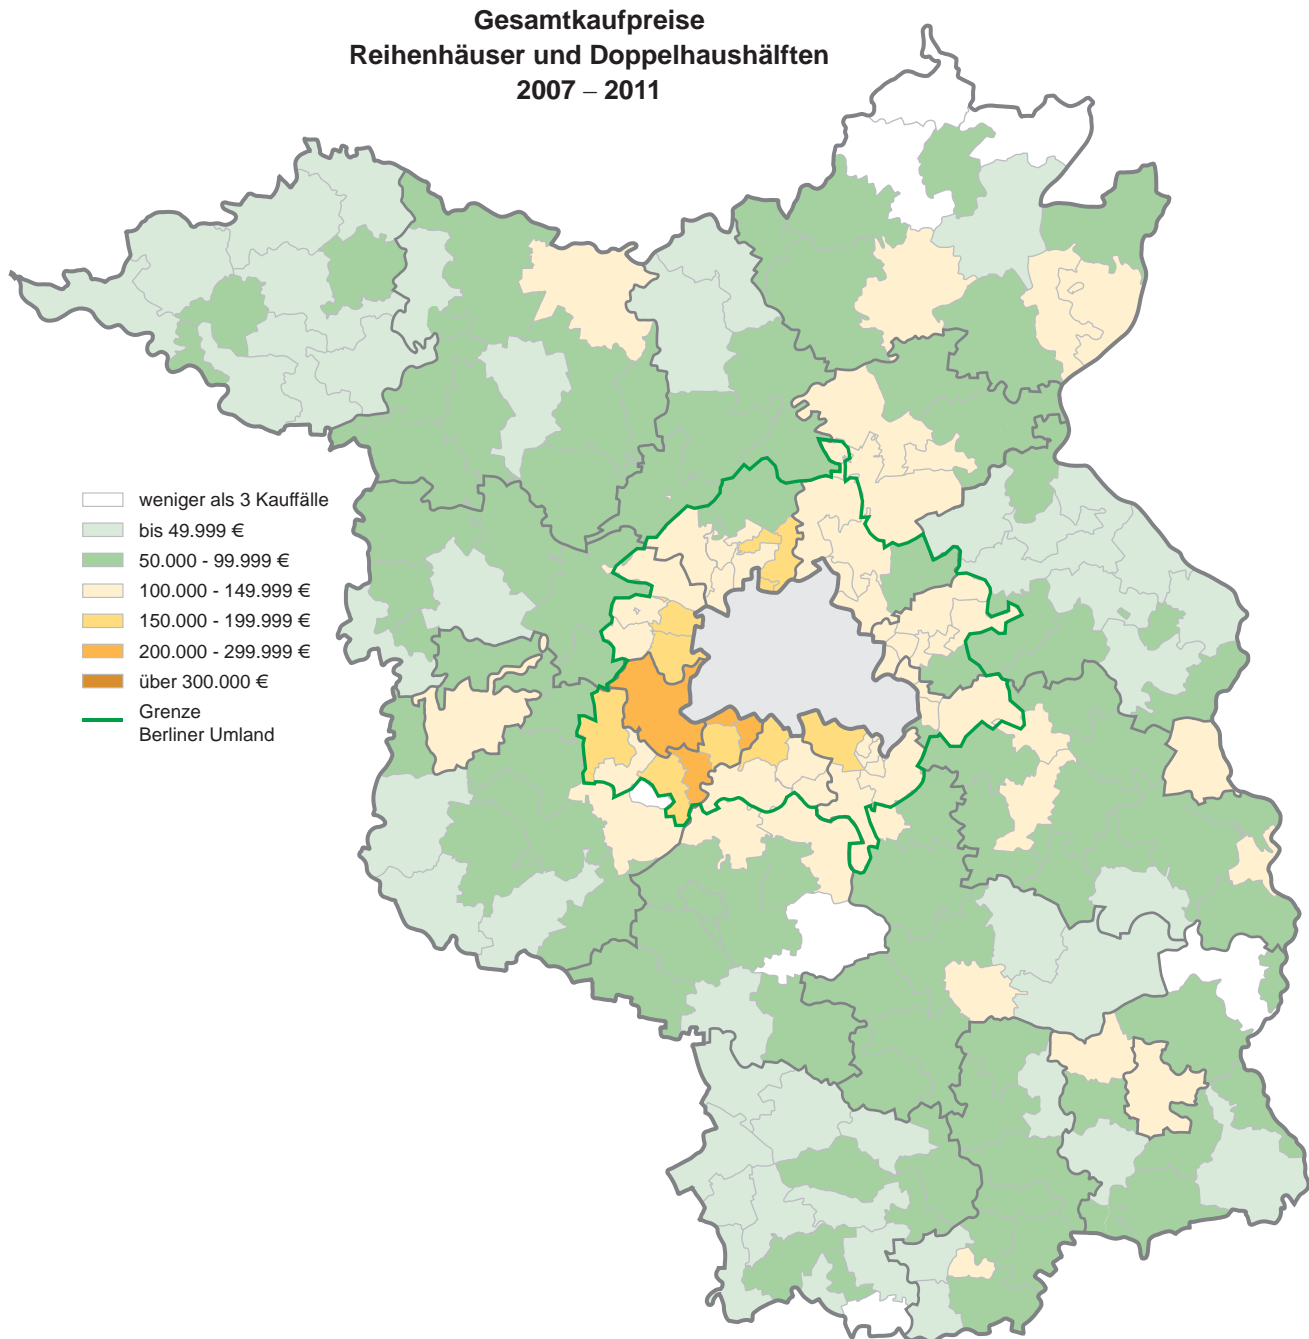 Gesamtkaufpreise
Reihenhäuser und Doppelhaushälften
2007 – 2011
weniger als 3 Kauffälle
bis 49.999 €
50.000 - 99.999 €
100.000 - 149.999 €
150.000 - 199.999 €
200.000 - 299.999 €
über 300.000 €
Grenze
Berliner Umland